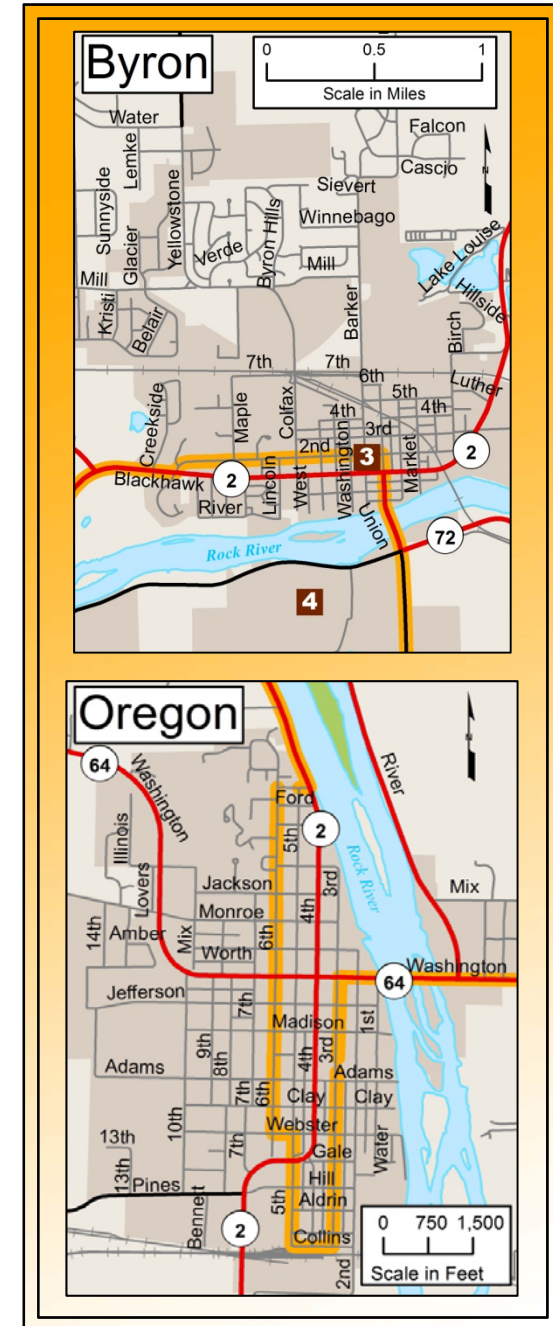 Byron
0 0.5 1
Scale in Miles
Water
Falcon
Lemke
Cascio
N
Sievert
Sunnyside
Yellowstone
Winnebago
Glacier
Verde
Byron Hills
Lake Louise
Mill
Mill
Hillside
Kristi
Belair
Barker
Birch
7th
7th
6th
Luther
5th
Creekside
Maple
Colfax
4th
4th
3rd
2nd
Washington
3
Market
2
Blackhawk
2
Lincoln
West
River
Union
72
Rock River
4
Oregon
64
Washington
River
N
Ford
Illinois
5th
2
Rock River
Lovers
Jackson
4th
3rd
Mix
Monroe
14th
Amber
Mix
6th
Worth
Washington
64
Jefferson
7th
Madison
1st
9th
8th
4th
3rd
Adams
Adams
7th
6th
Clay
Clay
10th
Webster
13th
7th
Gale
Water
13th
Pines
Hill
5th
Aldrin
Bennett
2
Collins
2nd
0 750 1,500
Scale in Feet